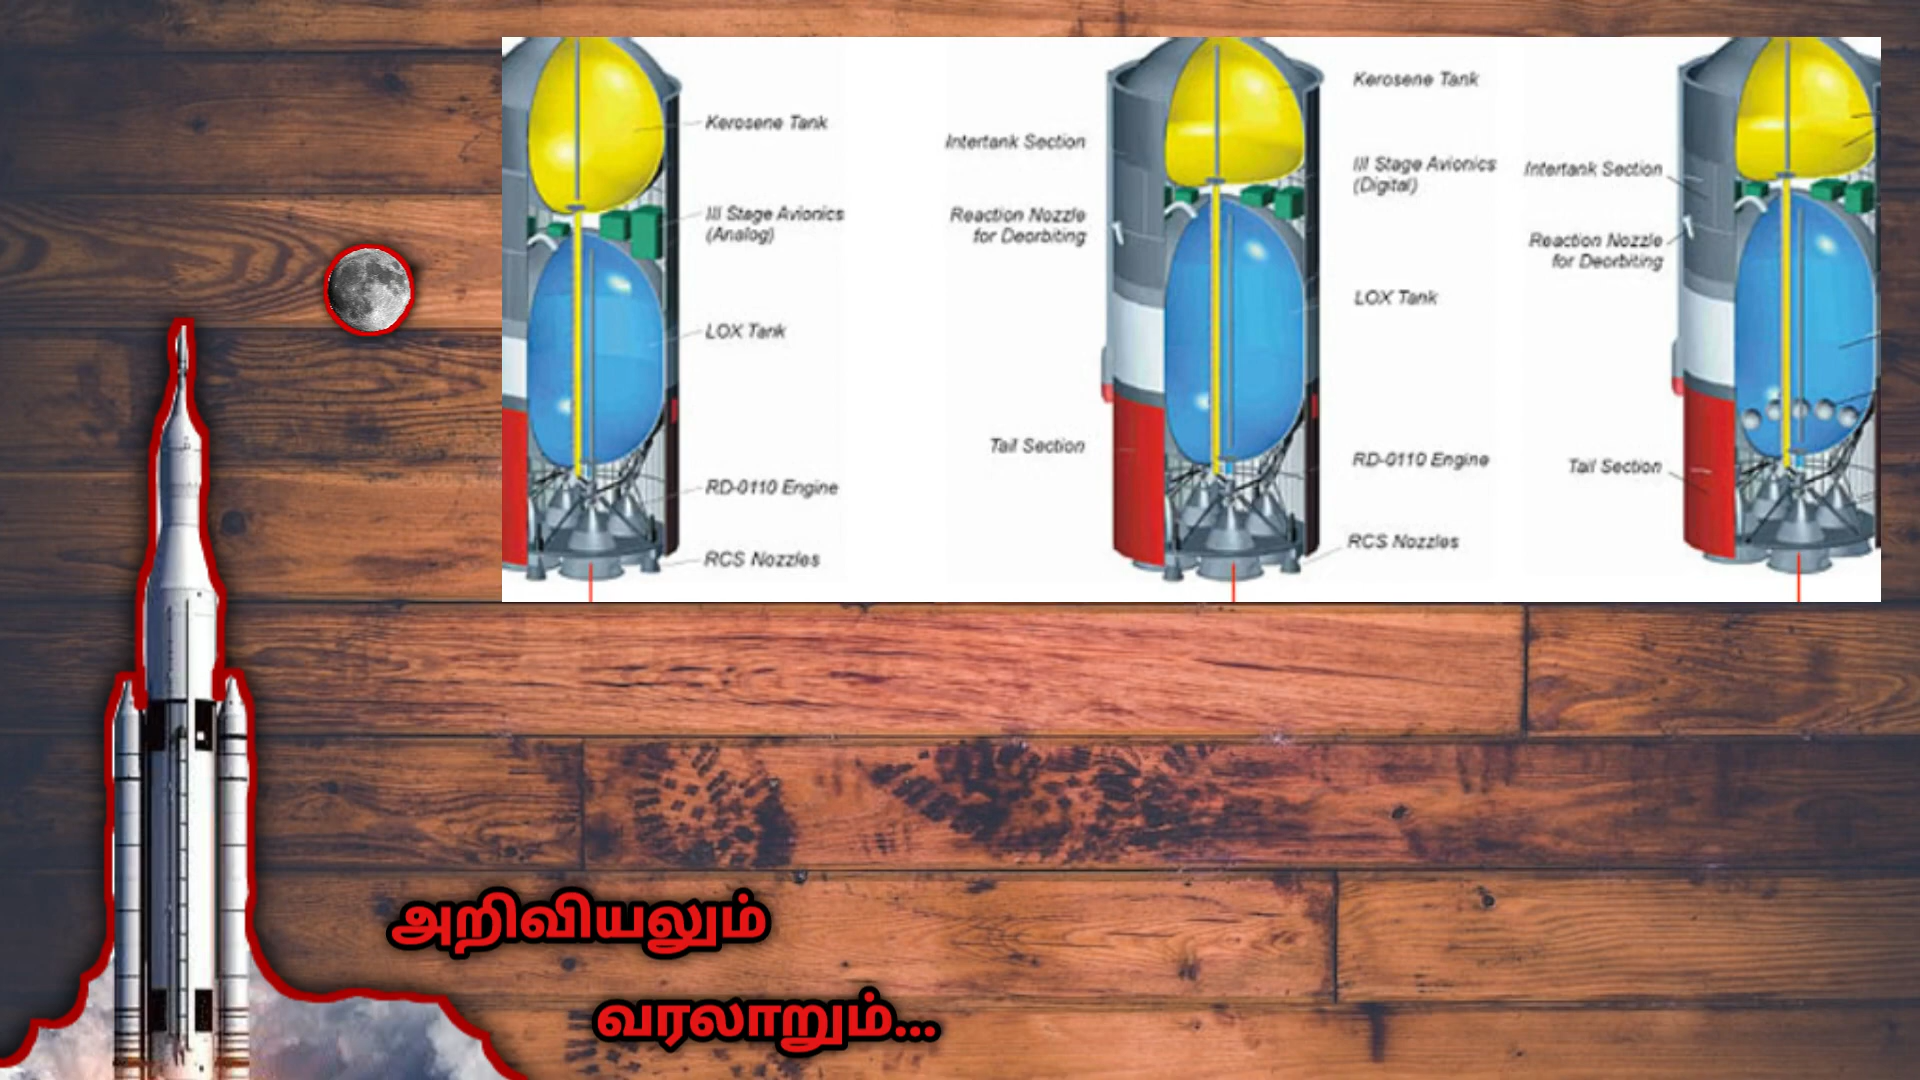 Kerosene Tank
III Stage Avionics
(Analog)
LOX Tank
RD-0110 Engine
RCS Nozzles
Intertank Section
Reaction Nozzle
for Deorbiting
Tail Section
Kerosene Tank
III Stage Avionics
(Digital)
LOX Tank
RD-0110 Engine
RCS Nozzles
Intertank Section
Reaction Nozzle
for Deorbiting
Tail Section
அறிவியலும்
வரலாறும்...